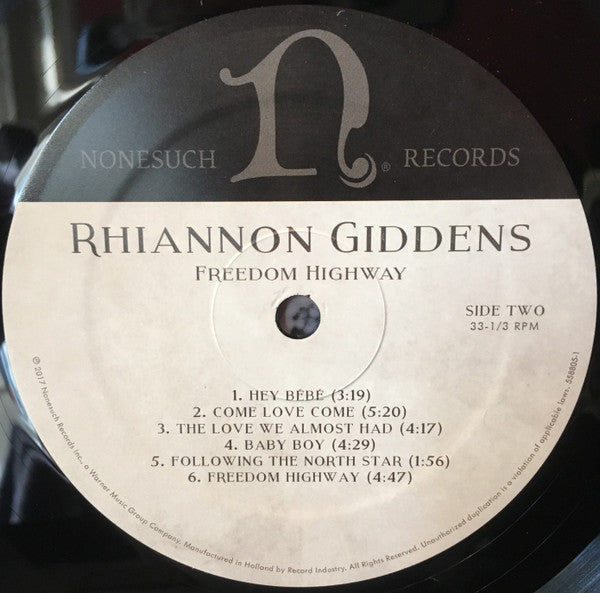 n®
NONESUCH RECORDS
RHIANNON GIDDENS
FREEDOM HIGHWAY
SIDE TWO
33-1/3 RPM
1. HEY BÉBÉ (3:19)
2. COME LOVE COME (5:20)
3. THE LOVE WE ALMOST HAD (4:17)
4. BABY BOY (4:29)
5. FOLLOWING THE NORTH STAR (1:56)
6. FREEDOM HIGHWAY (4:47)
℗ 2017 Nonesuch Records Inc., a Warner Music Group Company. Manufactured in Holland by Record Industry. All Rights Reserved. Unauthorized duplication is a violation of applicable laws. 558805-1